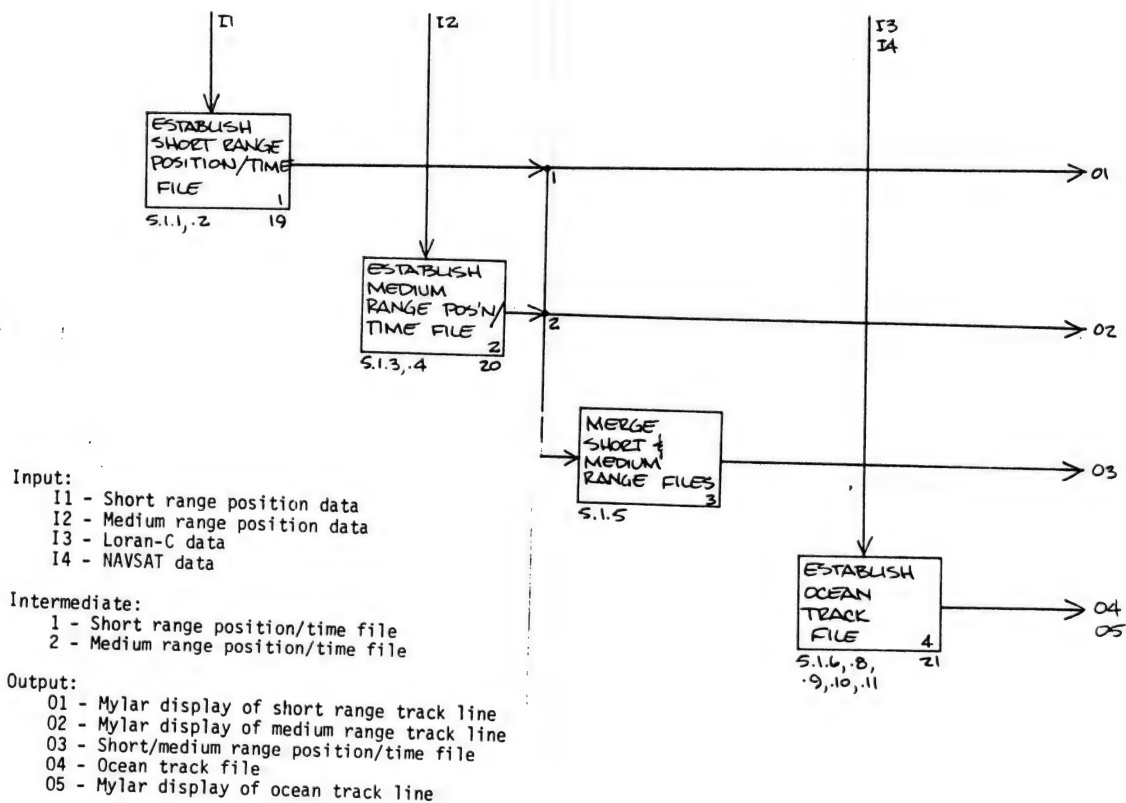 I1
I2
I3
I4
ESTABLISH
SHORT RANGE
POSITION/TIME
FILE
1
5.1.1, .2
19
1
O1
ESTABLISH
MEDIUM
RANGE POS'N/
TIME FILE
2
5.1.3, .4
20
2
O2
MERGE
SHORT &
MEDIUM
RANGE FILES
3
5.1.5
O3
ESTABLISH
OCEAN
TRACK
FILE
4
5.1.6, .8,
.9, .10, .11
21
O4
O5
Input:
I1 - Short range position data
I2 - Medium range position data
I3 - Loran-C data
I4 - NAVSAT data
Intermediate:
1 - Short range position/time file
2 - Medium range position/time file
Output:
O1 - Mylar display of short range track line
O2 - Mylar display of medium range track line
O3 - Short/medium range position/time file
O4 - Ocean track file
O5 - Mylar display of ocean track line